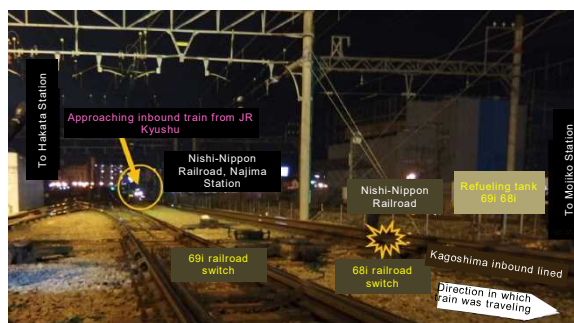 To Hakata Station
Approaching inbound train from JR
Kyushu
Nishi-Nippon
Railroad, Najima
Station
Nishi-Nippon
Railroad
Refueling tank
69i 68i
To Mojiko Station
69i railroad
switch
68i railroad
switch
Kagoshima inbound lined
Direction in which
train was traveling